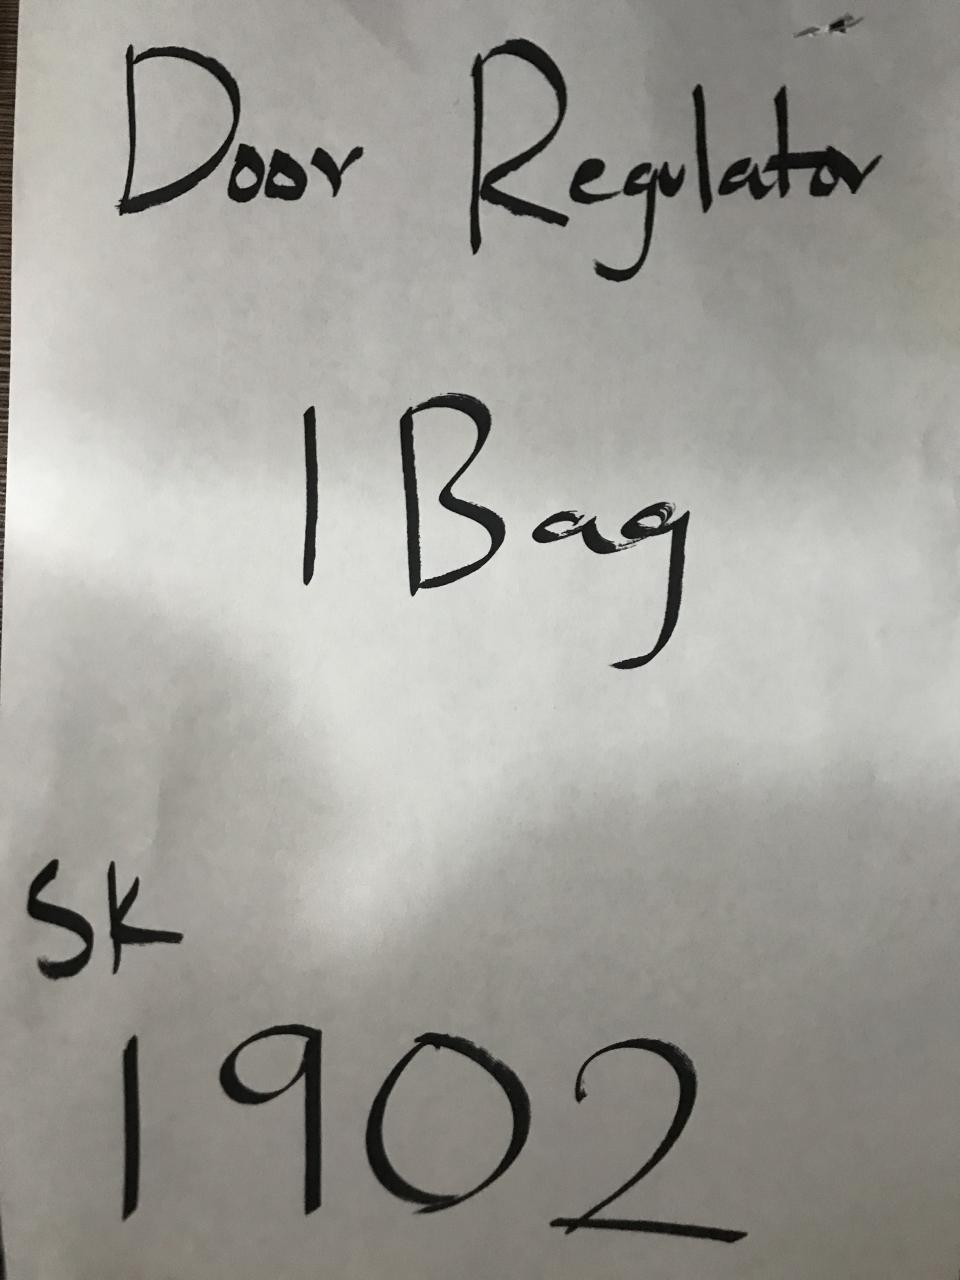 Door Regulator
1 Bag
SK
1902